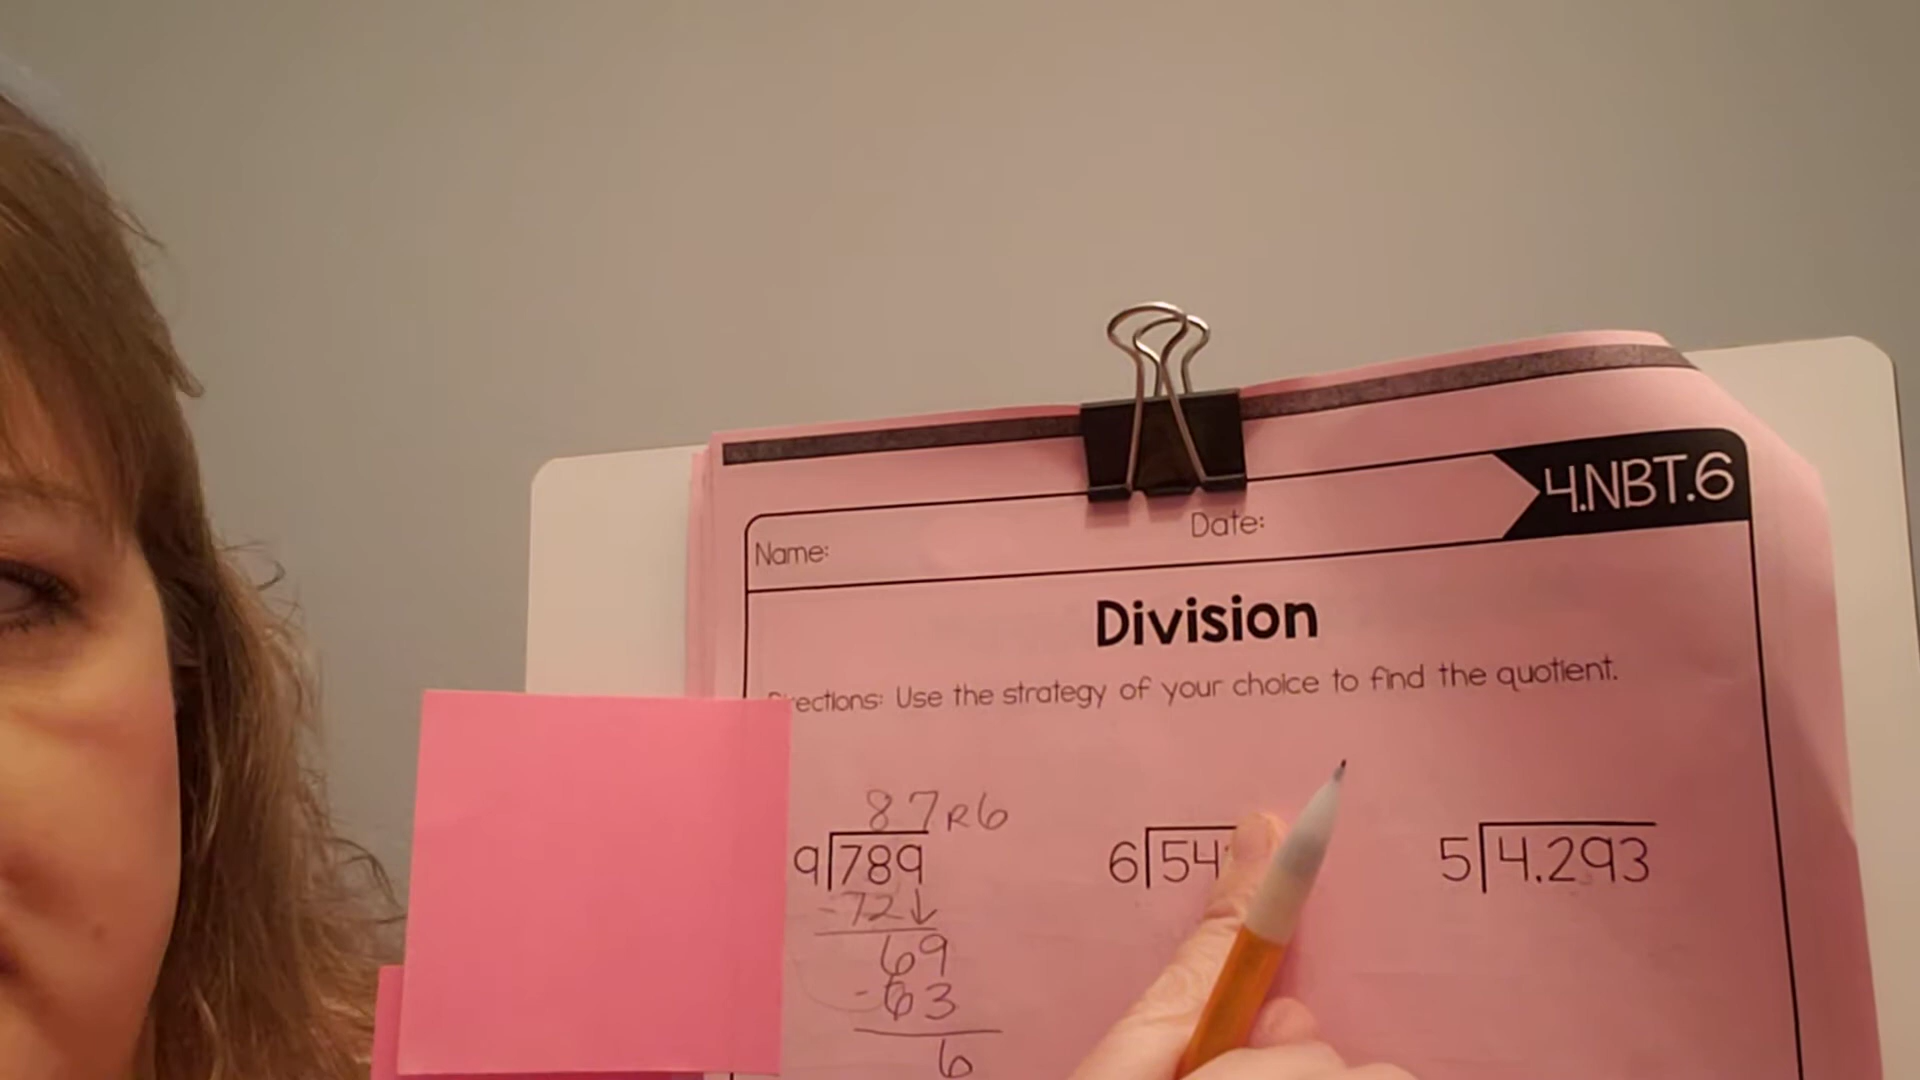 4.NBT.6
Name: Date:
Division
Directions: Use the strategy of your choice to find the quotient.
87R6
9 789
-72↓
69
-63
6
6 54
5 4.293